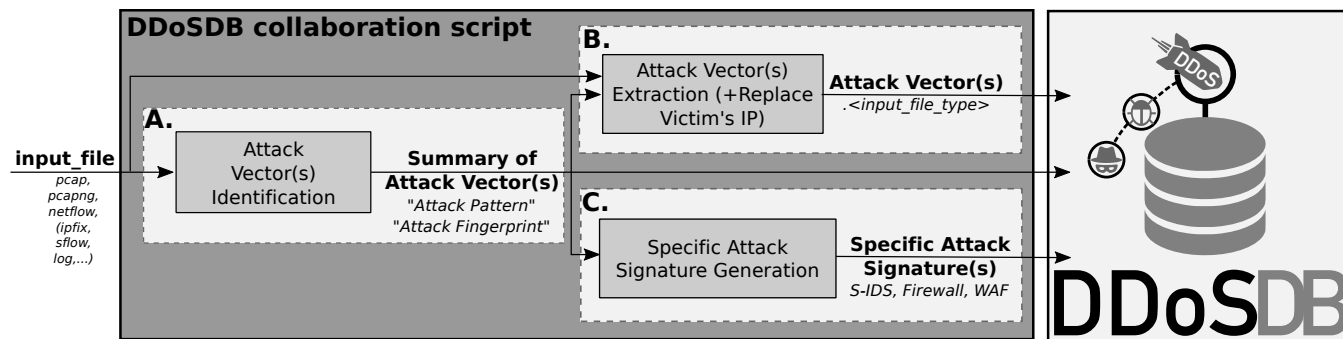 DDoSDB collaboration script
input_file
pcap,
pcapng,
netflow,
(ipfix,
sflow,
log,...)
A.
Attack
Vector(s)
Identification
Summary of
Attack Vector(s)
"Attack Pattern"
"Attack Fingerprint"
B.
Attack Vector(s)
Extraction (+Replace
Victim's IP)
Attack Vector(s)
.<input_file_type>
C.
Specific Attack
Signature Generation
Specific Attack
Signature(s)
S-IDS, Firewall, WAF
DDoS
DDoSDB